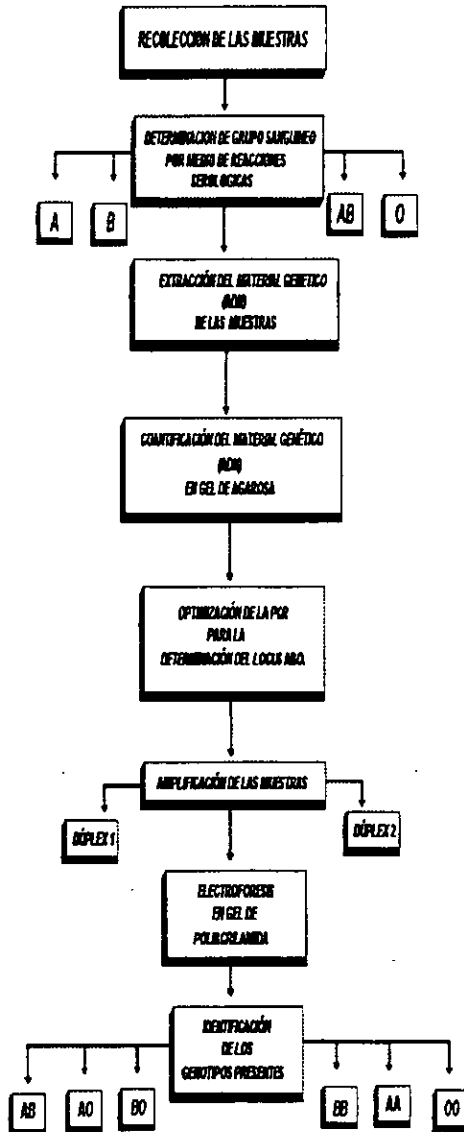 RECOLECCION DE LAS MUESTRAS
DETERMINACION DE GRUPO SANGUINEO
POR MEDIO DE REACCIONES
SEROLOGICAS
A
B
AB
O
EXTRACCIÓN DEL MATERIAL GENETICO
(ADN)
DE LAS MUESTRAS
CUANTIFICACIÓN DEL MATERIAL GENÉTICO
(ADN)
EN GEL DE AGAROSA
OPTIMIZACIÓN DE LA PCR
PARA LA
DETERMINACIÓN DEL LOCUS ABO.
AMPLIFICACIÓN DE LAS MUESTRAS
DÚPLEX 1
DÚPLEX 2
ELECTROFORESIS
EN GEL DE
POLIACRILAMIDA
IDENTIFICACIÓN
DE LOS
GENOTIPOS PRESENTES
AB
AO
BO
BB
AA
OO